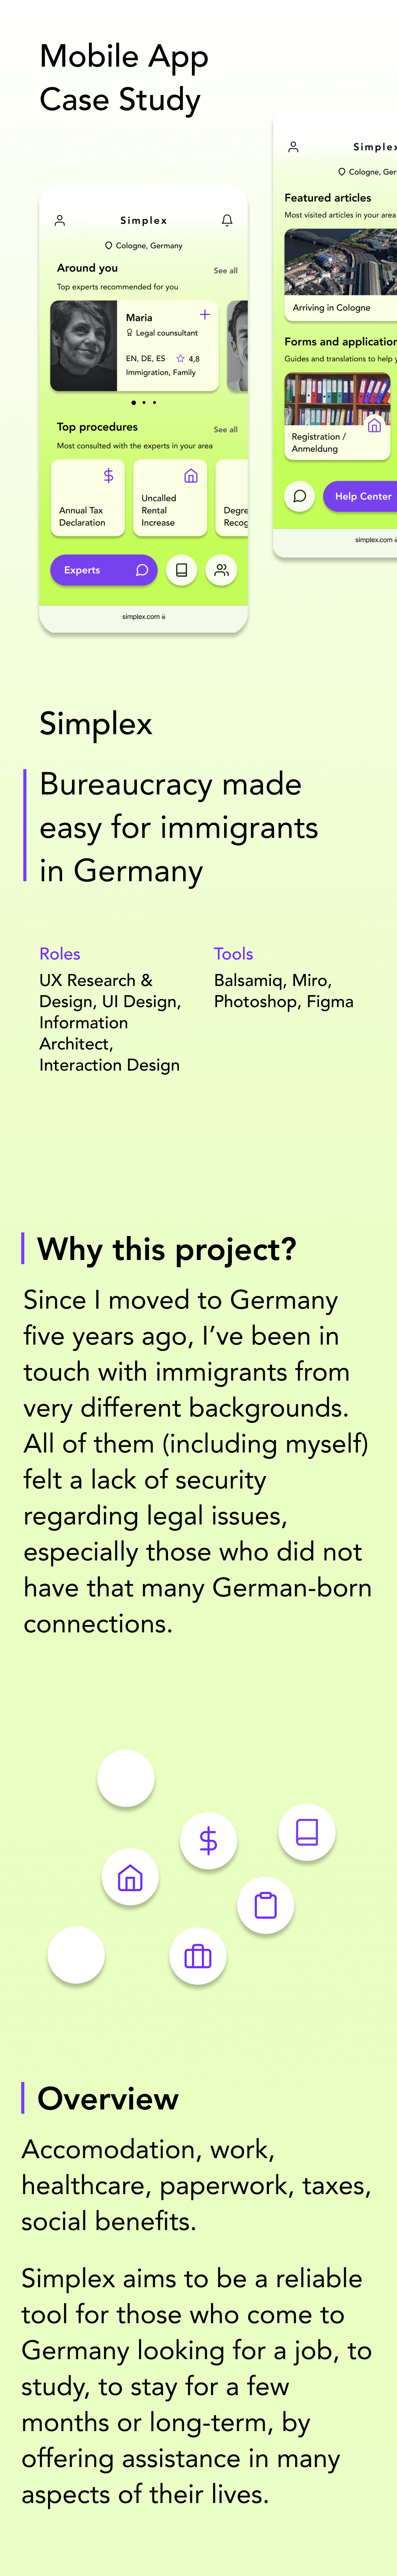 Mobile App
Case Study
Simplex
Cologne, Germany
Around you
See all
Top experts recommended for you
Maria
Legal counsultant
EN, DE, ES
4,8
Immigration, Family
Top procedures
See all
Most consulted with the experts in your area
Annual Tax
Declaration
Uncalled
Rental
Increase
Degre
Recog
Experts
simplex.com
Simplex
Cologne, Ger
Featured articles
Most visited articles in your area
Arriving in Cologne
Forms and application
Guides and translations to help y
Registration /
Anmeldung
Help Center
simplex.com
Simplex
Bureaucracy made
easy for immigrants
in Germany
Roles
UX Research &
Design, UI Design,
Information
Architect,
Interaction Design
Tools
Balsamiq, Miro,
Photoshop, Figma
Why this project?
Since I moved to Germany
five years ago, I’ve been in
touch with immigrants from
very different backgrounds.
All of them (including myself)
felt a lack of security
regarding legal issues,
especially those who did not
have that many German-born
connections.
Overview
Accomodation, work,
healthcare, paperwork, taxes,
social benefits.
Simplex aims to be a reliable
tool for those who come to
Germany looking for a job, to
study, to stay for a few
months or long-term, by
offering assistance in many
aspects of their lives.